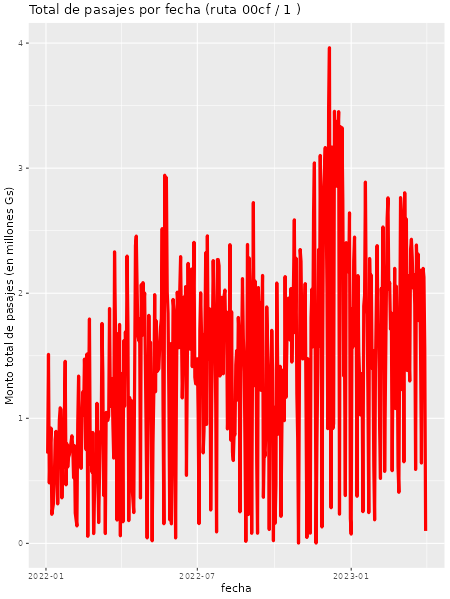 Total de pasajes por fecha (ruta 00cf / 1 )
Monto total de pasajes (en millones Gs)
4
3
2
1
0
2022-01
2022-07
2023-01
fecha